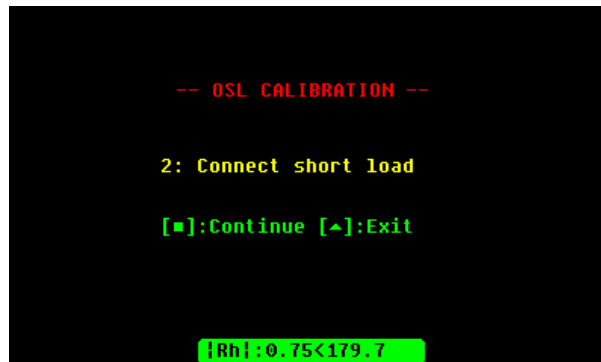 -- OSL CALIBRATION --
2: Connect short load
[■]:Continue [▲]:Exit
¦Rh¦:0.75<179.7